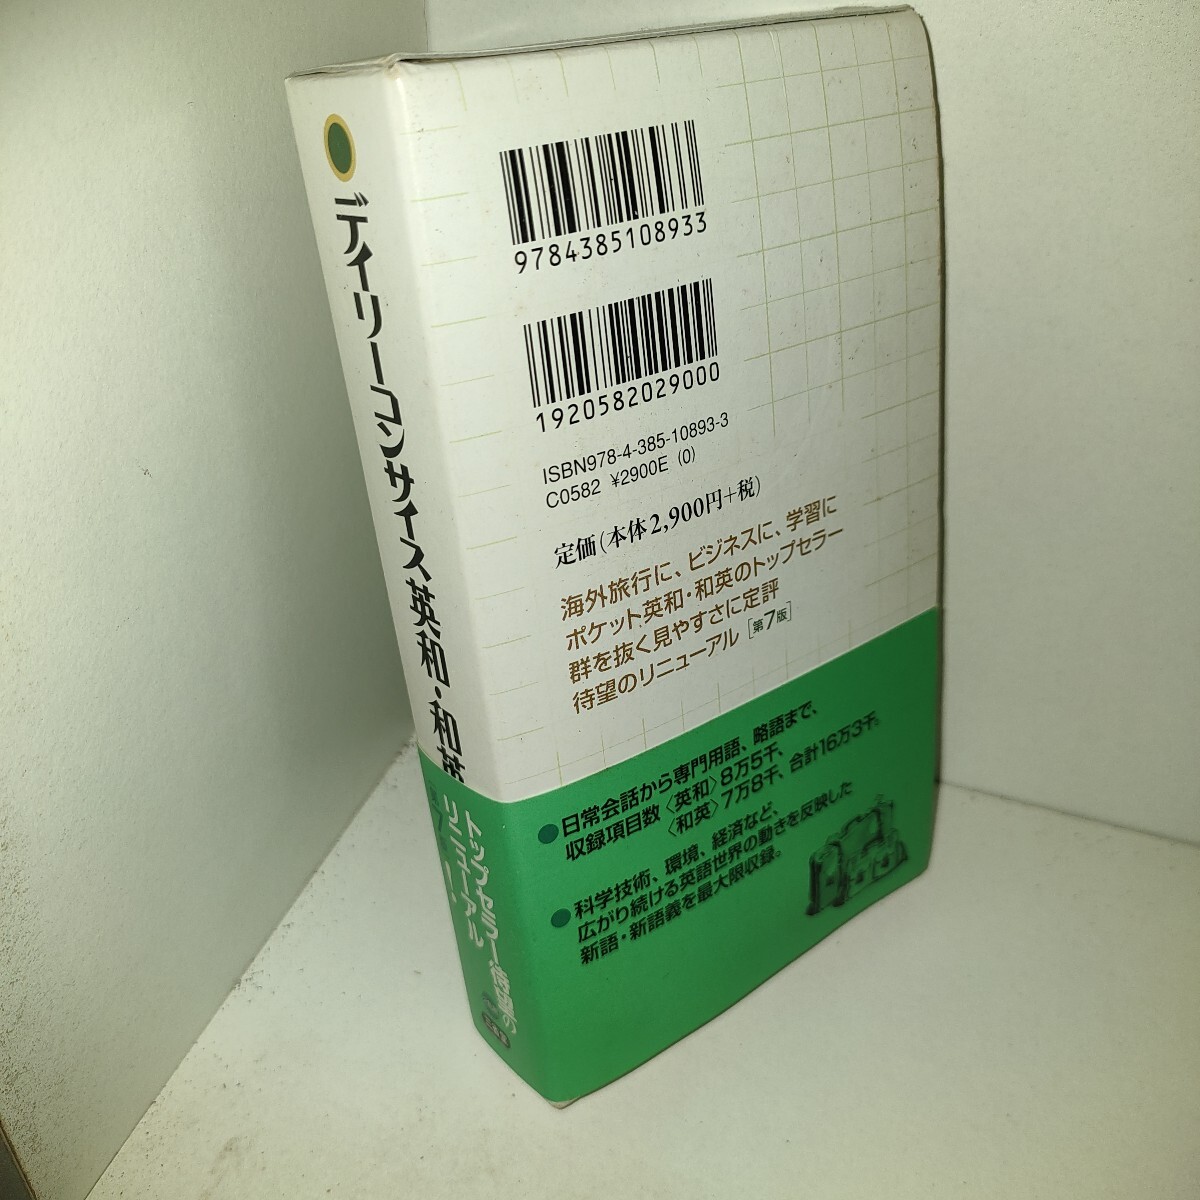 デイリーコンサイス英和・和英
トップセラー、待望の
リニューアル
9784385108933
1920582029000
ISBN978-4-385-10893-3
C0582 ¥2900E (0)
定価(本体2,900円+税)
海外旅行に、ビジネスに、学習に
ポケット英和・和英のトップセラー
群を抜く見やすさに定評
待望のリニューアル［第7版］
●日常会話から専門用語、略語まで、
収録項目数〈英和〉8万5千、
〈和英〉7万8千、合計16万3千。
●科学技術、環境、経済など、
広がり続ける英語世界の動きを反映した
新語・新語義を最大限収録。